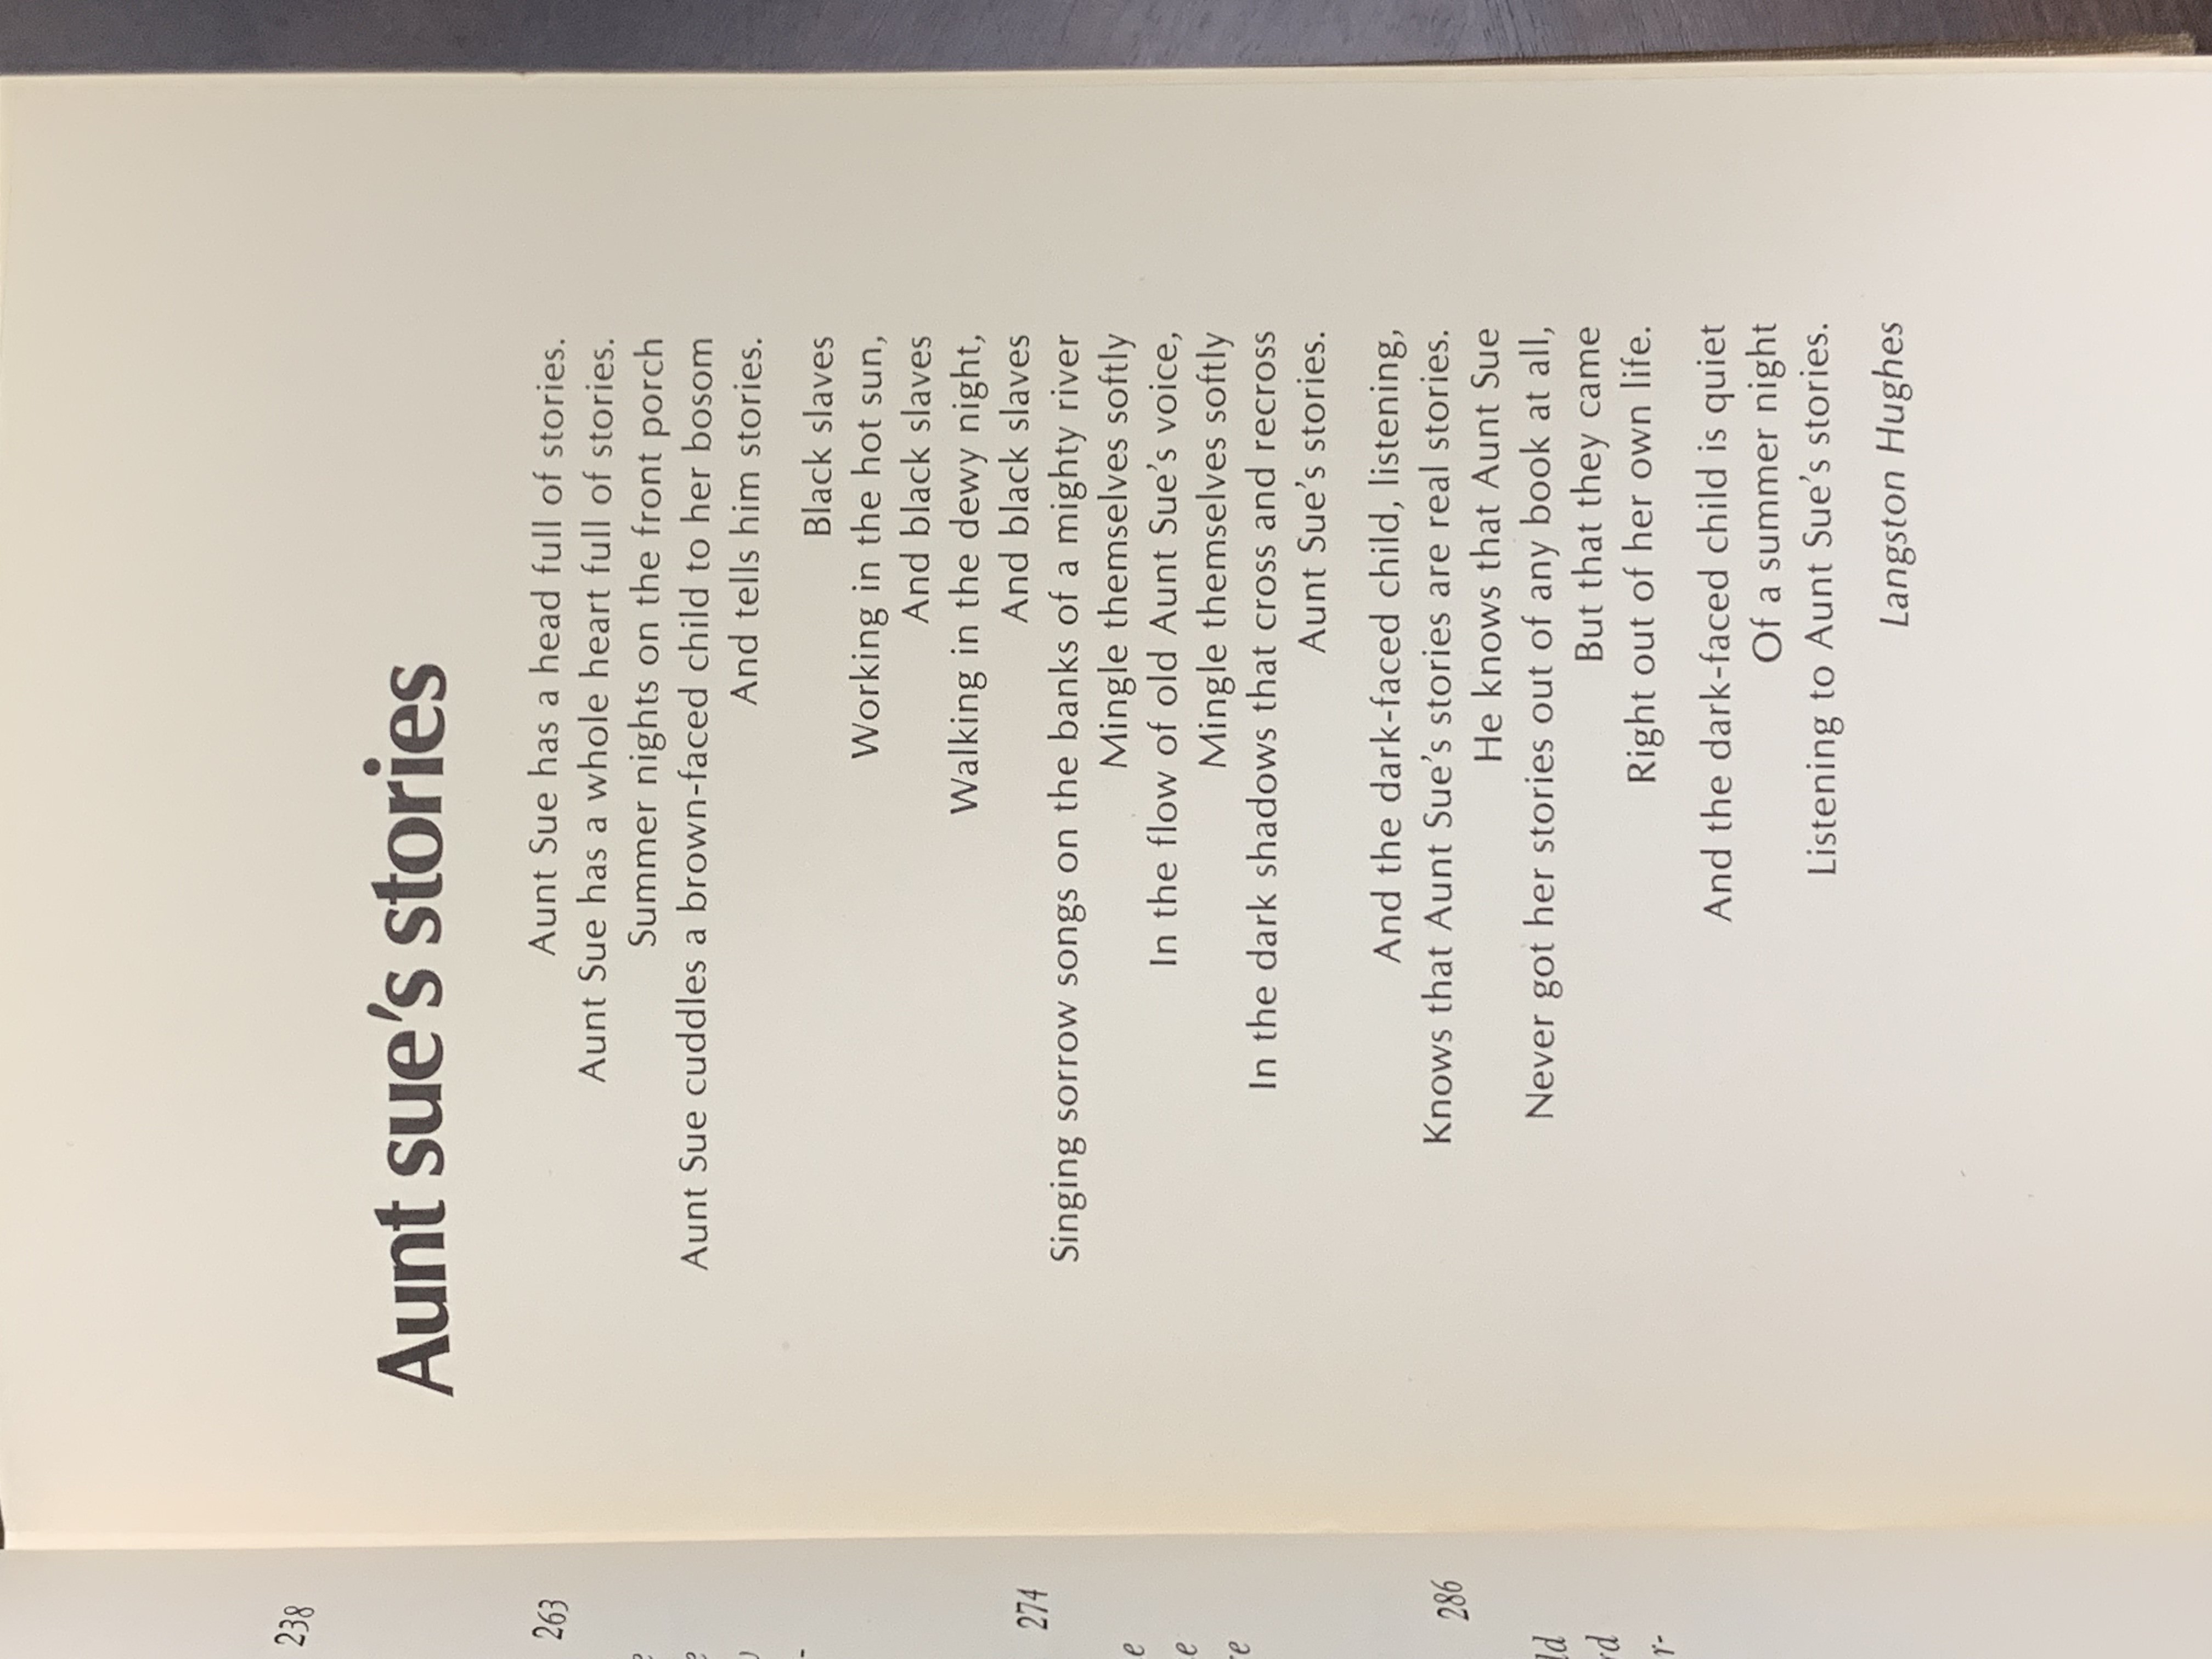 Aunt sue's stories
Aunt Sue has a head full of stories.
Aunt Sue has a whole heart full of stories.
Summer nights on the front porch
Aunt Sue cuddles a brown-faced child to her bosom
And tells him stories.
Black slaves
Working in the hot sun,
And black slaves
Walking in the dewy night,
And black slaves
Singing sorrow songs on the banks of a mighty river
Mingle themselves softly
In the flow of old Aunt Sue's voice,
Mingle themselves softly
In the dark shadows that cross and recross
Aunt Sue's stories.
And the dark-faced child, listening,
Knows that Aunt Sue's stories are real stories.
He knows that Aunt Sue
Never got her stories out of any book at all,
But that they came
Right out of her own life.
And the dark-faced child is quiet
Of a summer night
Listening to Aunt Sue's stories.
Langston Hughes
238
263
274
286